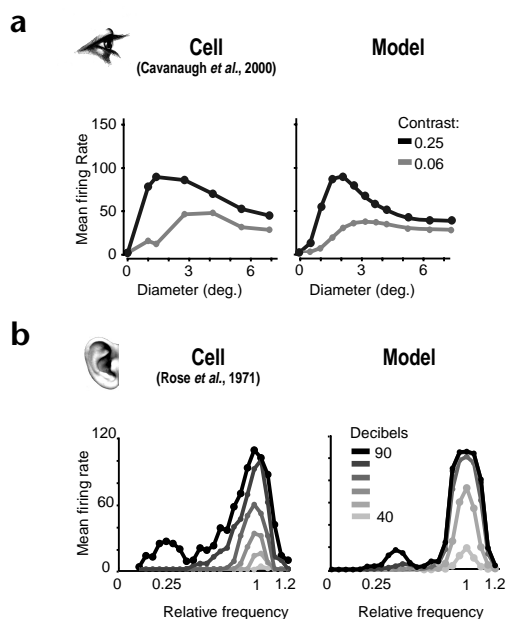 a
Cell
(Cavanaugh et al., 2000)
Model
Mean firing Rate
150
100
50
0
0 3 6
Diameter (deg.)
Contrast:
0.25
0.06
0 3 6
Diameter (deg.)
b
Cell
(Rose et al., 1971)
Model
Mean firing rate
120
60
0
0 0.25 1 1.2
Relative frequency
Decibels
90
40
0 0.25 1 1.2
Relative frequency